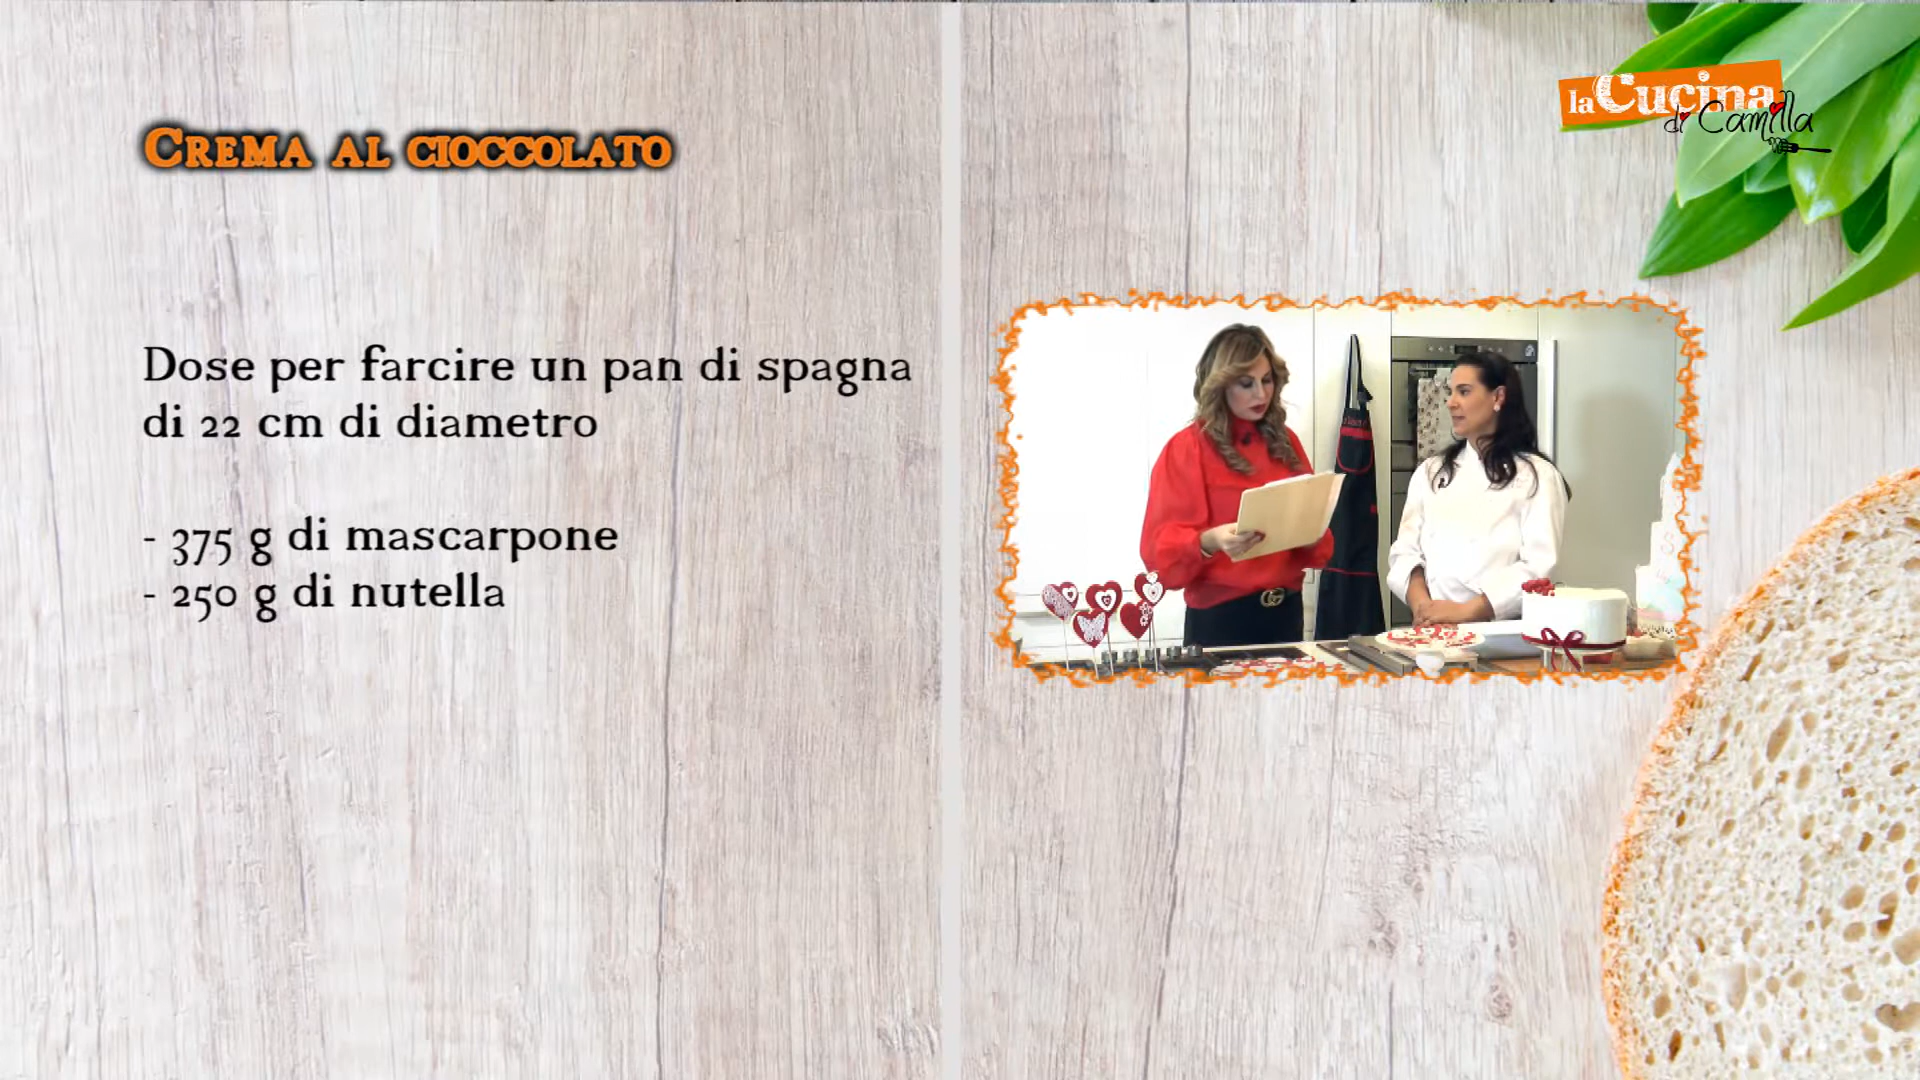 la Cucina
di Camilla
Crema al cioccolato
Dose per farcire un pan di spagna
di 22 cm di diametro
- 375 g di mascarpone
- 250 g di nutella